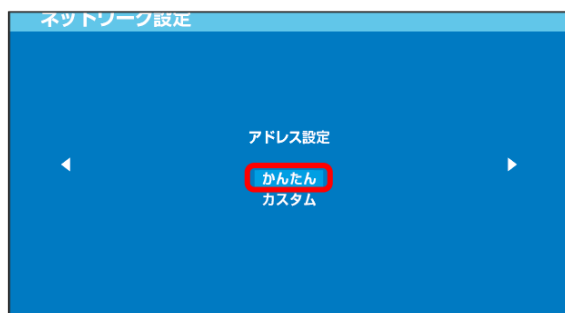 ネットワーク設定
アドレス設定
かんたん
カスタム